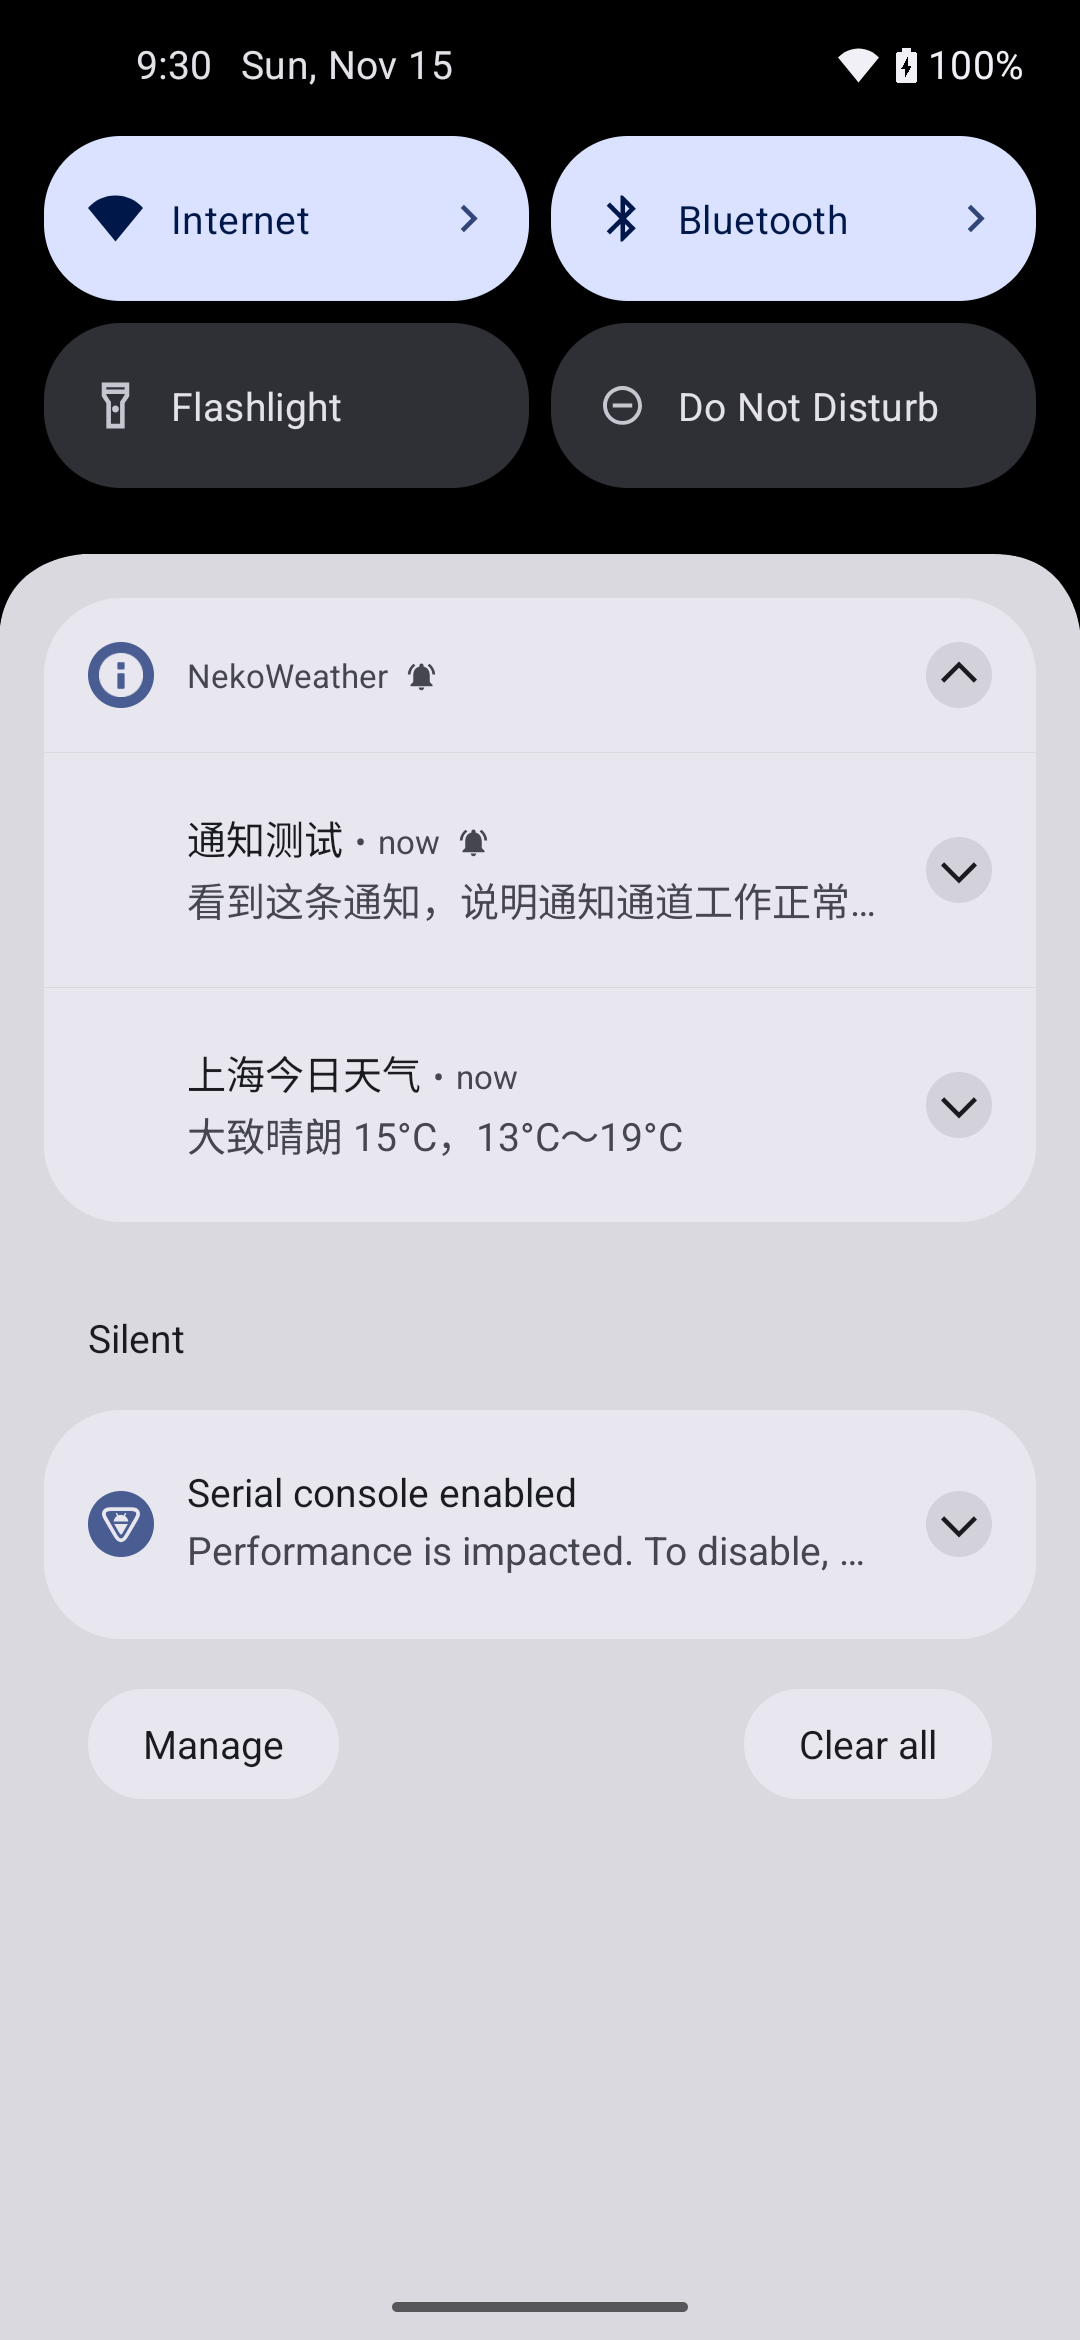 9:30 Sun, Nov 15 100%
Internet Bluetooth
Flashlight Do Not Disturb
NekoWeather
通知测试 • now
看到这条通知，说明通知通道工作正常...
上海今日天气 • now
大致晴朗 15°C，13°C～19°C
Silent
Serial console enabled
Performance is impacted. To disable, ...
Manage Clear all